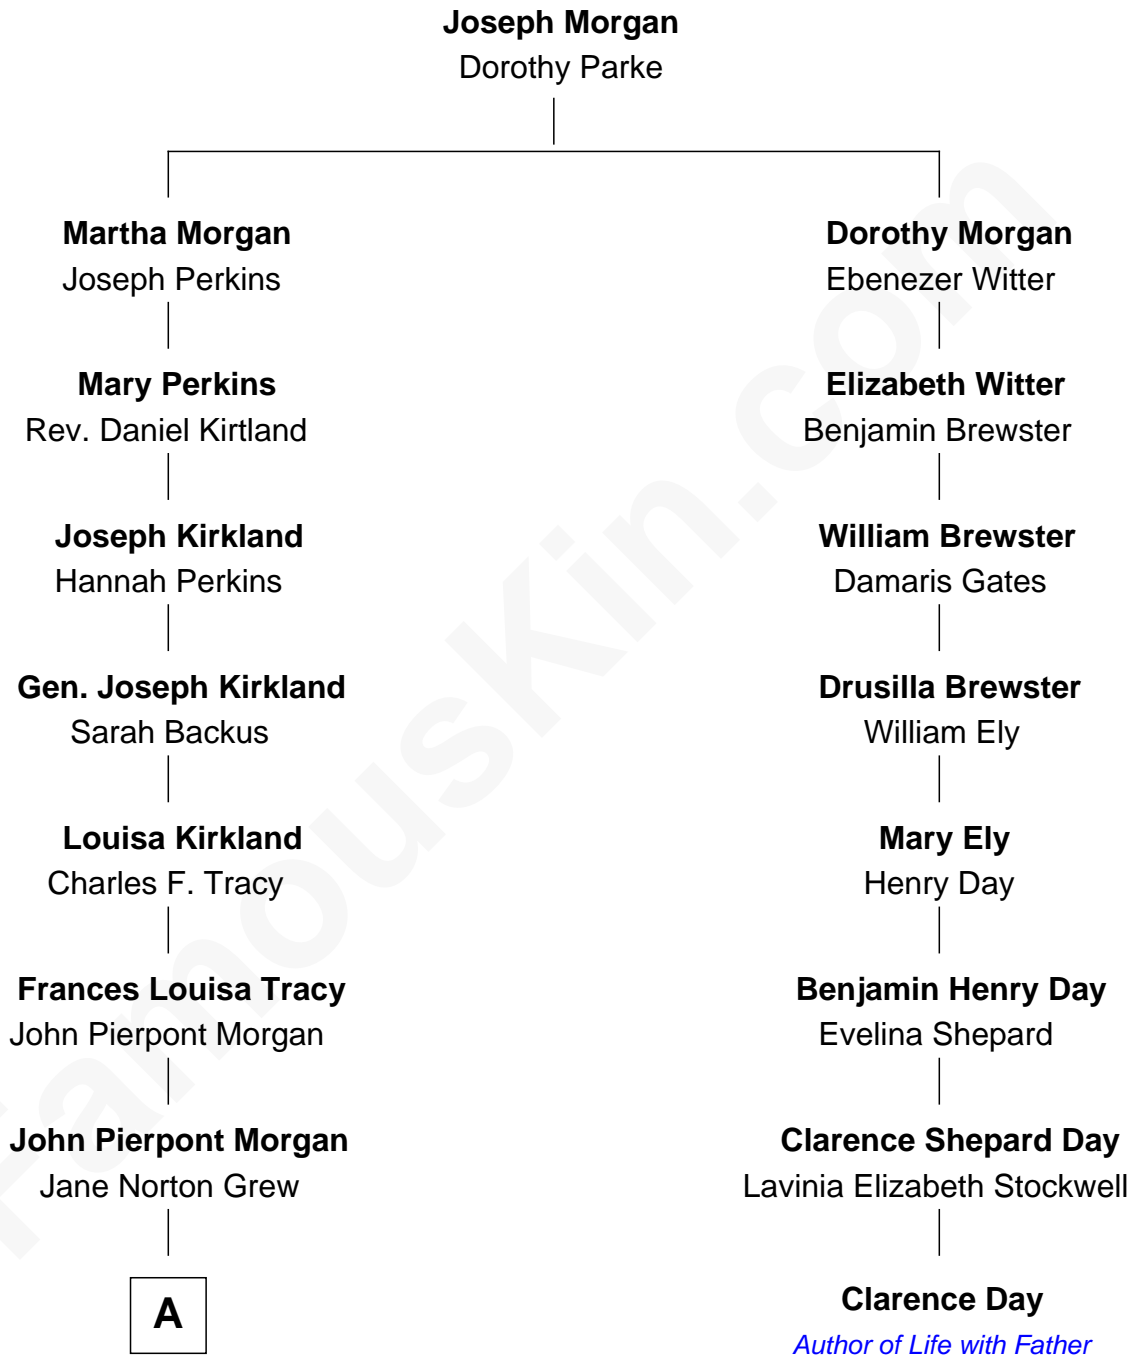 Joseph Morgan
Dorothy Parke
Martha Morgan
Joseph Perkins
Dorothy Morgan
Ebenezer Witter
Mary Perkins
Rev. Daniel Kirtland
Elizabeth Witter
Benjamin Brewster
Joseph Kirkland
Hannah Perkins
William Brewster
Damaris Gates
Gen. Joseph Kirkland
Sarah Backus
Drusilla Brewster
William Ely
Louisa Kirkland
Charles F. Tracy
Mary Ely
Henry Day
Frances Louisa Tracy
John Pierpont Morgan
Benjamin Henry Day
Evelina Shepard
John Pierpont Morgan
Jane Norton Grew
Clarence Shepard Day
Lavinia Elizabeth Stockwell
A
Clarence Day
Author of Life with Father
FamousKin.com